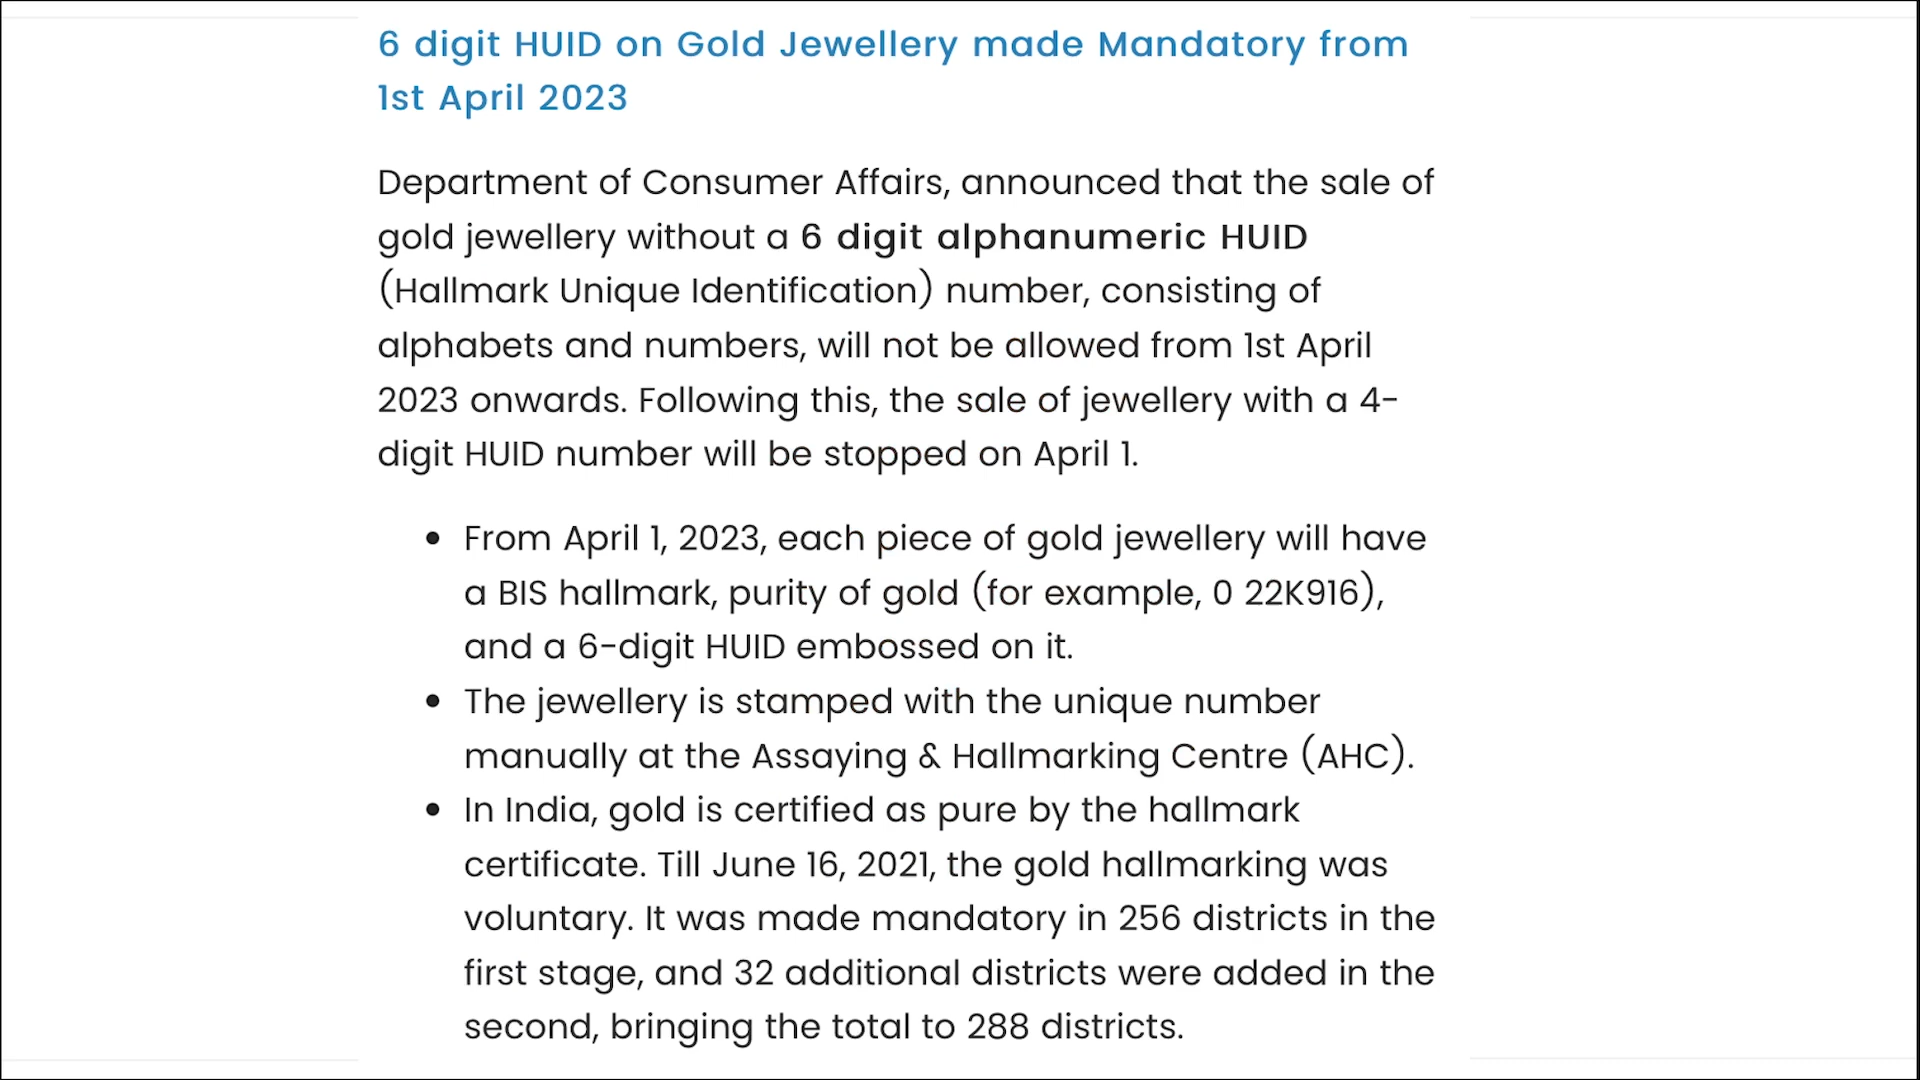 6 digit HUID on Gold Jewellery made Mandatory from
1st April 2023
Department of Consumer Affairs, announced that the sale of
gold jewellery without a 6 digit alphanumeric HUID
(Hallmark Unique Identification) number, consisting of
alphabets and numbers, will not be allowed from 1st April
2023 onwards. Following this, the sale of jewellery with a 4-
digit HUID number will be stopped on April 1.
• From April 1, 2023, each piece of gold jewellery will have
a BIS hallmark, purity of gold (for example, 0 22K916),
and a 6-digit HUID embossed on it.
• The jewellery is stamped with the unique number
manually at the Assaying & Hallmarking Centre (AHC).
• In India, gold is certified as pure by the hallmark
certificate. Till June 16, 2021, the gold hallmarking was
voluntary. It was made mandatory in 256 districts in the
first stage, and 32 additional districts were added in the
second, bringing the total to 288 districts.